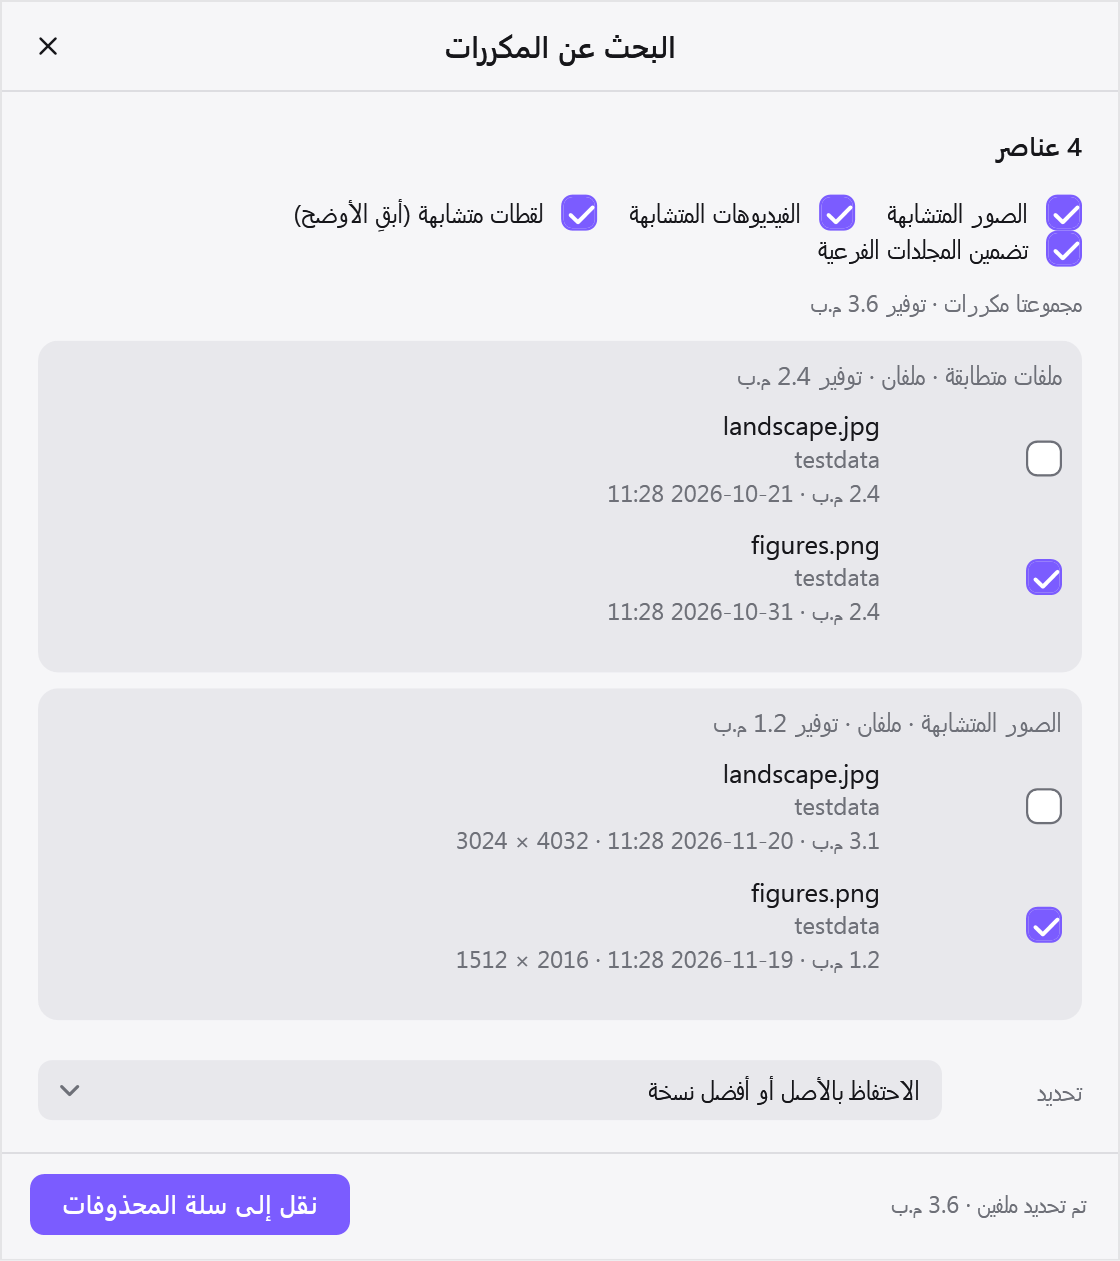 البحث عن المكررات
4 عناصر
الصور المتشابهة الفيديوهات المتشابهة لقطات متشابهة (أبقِ الأوضح)
تضمين المجلدات الفرعية
مجموعتا مكررات · توفير 3.6 م.ب
ملفات متطابقة · ملفان · توفير 2.4 م.ب
landscape.jpg
testdata
2.4 م.ب · 2026-10-21 11:28
figures.png
testdata
2.4 م.ب · 2026-10-31 11:28
الصور المتشابهة · ملفان · توفير 1.2 م.ب
landscape.jpg
testdata
3.1 م.ب · 2026-11-20 11:28 · 4032 × 3024
figures.png
testdata
1.2 م.ب · 2026-11-19 11:28 · 2016 × 1512
تحديد
الاحتفاظ بالأصل أو أفضل نسخة
تم تحديد ملفين · 3.6 م.ب
نقل إلى سلة المحذوفات